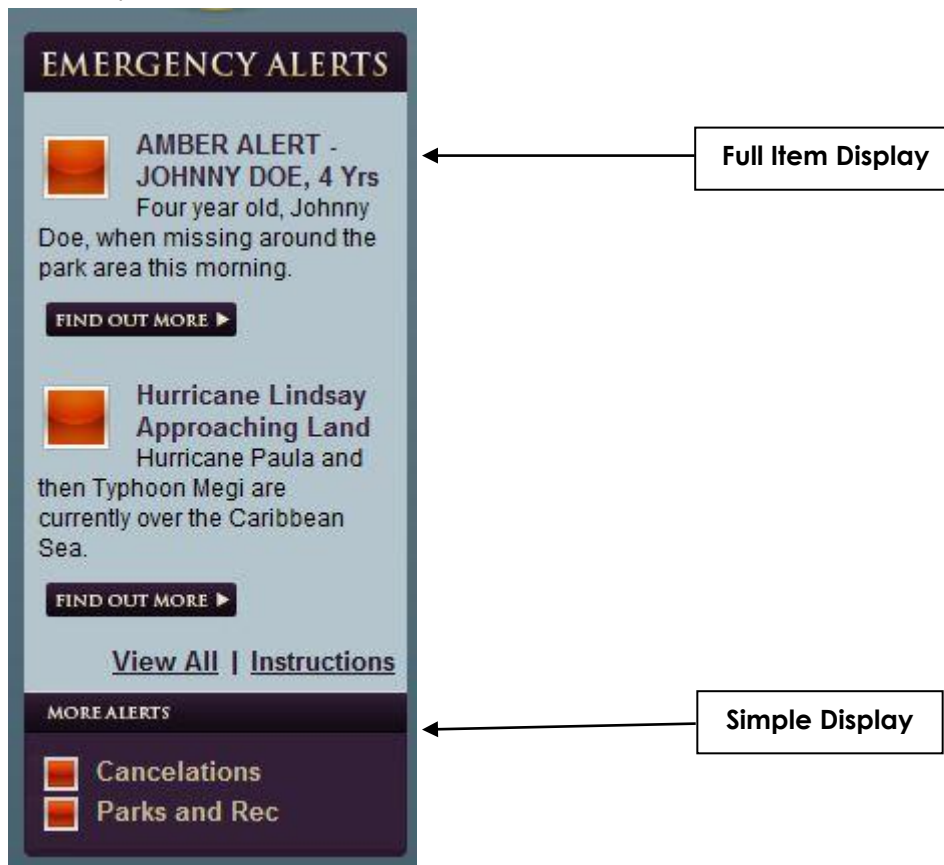 EMERGENCY ALERTS
AMBER ALERT -
JOHNNY DOE, 4 Yrs
Four year old, Johnny
Doe, when missing around the
park area this morning.
FIND OUT MORE
Full Item Display
Hurricane Lindsay
Approaching Land
Hurricane Paula and
then Typhoon Megi are
currently over the Caribbean
Sea.
FIND OUT MORE
View All | Instructions
MORE ALERTS
Simple Display
Cancelations
Parks and Rec